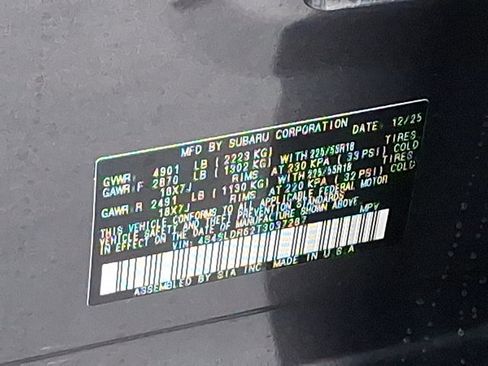 MFD BY SUBARU CORPORATION DATE 12/25
GVWR 4901 LB (2223 KG)
GAWR F 2870 LB (1302 KG) WITH 225/55R18 TIRES
18X7J RIMS AT 230 KPA (33 PSI) COLD
GAWR R 2491 LB (1130 KG) WITH 225/55R18 TIRES
18X7J RIMS AT 220 KPA (32 PSI) COLD
THIS VEHICLE CONFORMS TO ALL APPLICABLE FEDERAL MOTOR
VEHICLE SAFETY AND THEFT PREVENTION STANDARDS
IN EFFECT ON THE DATE OF MANUFACTURE SHOWN ABOVE.
VIN: MPV
ASSEMBLED BY SIA INC. MADE IN U.S.A